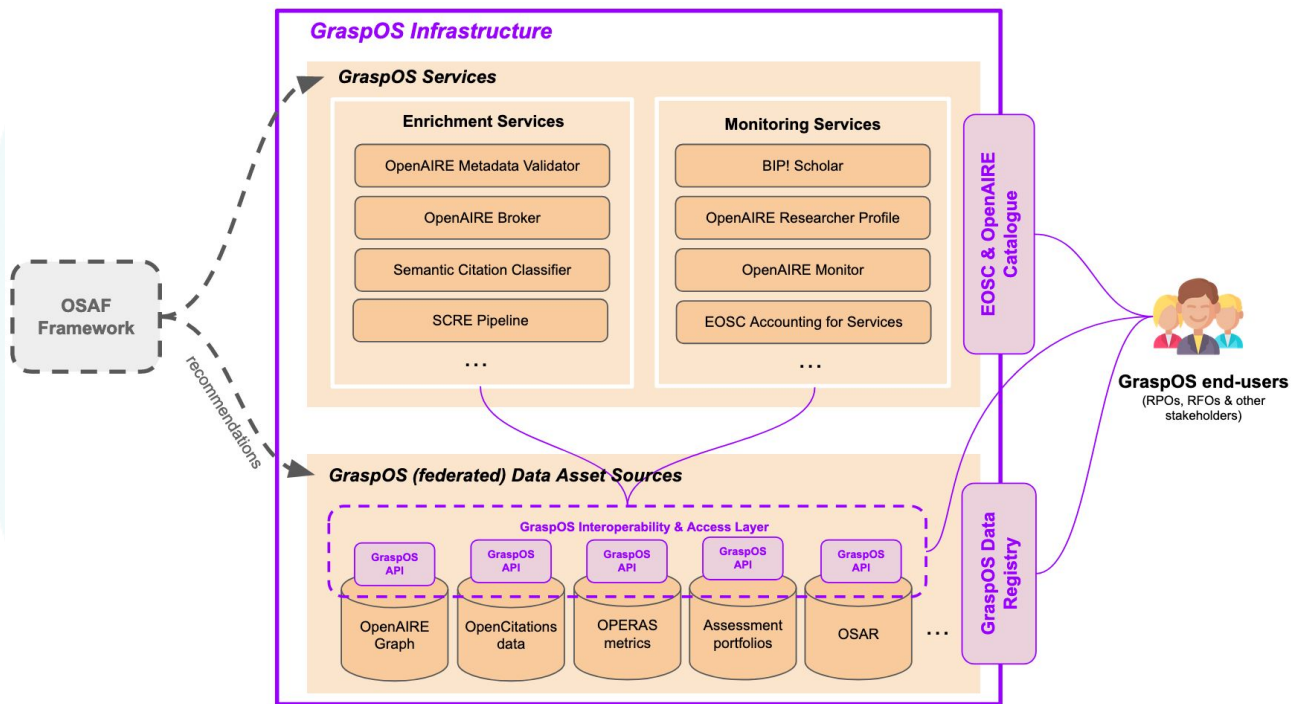 GraspOS Infrastructure
GraspOS Services
Enrichment Services
OpenAIRE Metadata Validator
OpenAIRE Broker
Semantic Citation Classifier
SCRE Pipeline
...
Monitoring Services
BIP! Scholar
OpenAIRE Researcher Profile
OpenAIRE Monitor
EOSC Accounting for Services
...
EOSC & OpenAIRE
Catalogue
OSAF
Framework
recommendations
GraspOS end-users
(RPOs, RFOs & other
stakeholders)
GraspOS (federated) Data Asset Sources
GraspOS Interoperability & Access Layer
GraspOS
API
GraspOS
API
GraspOS
API
GraspOS
API
GraspOS
API
OpenAIRE
Graph
OpenCitations
data
OPERAS
metrics
Assessment
portfolios
OSAR
...
GraspOS Data
Registry